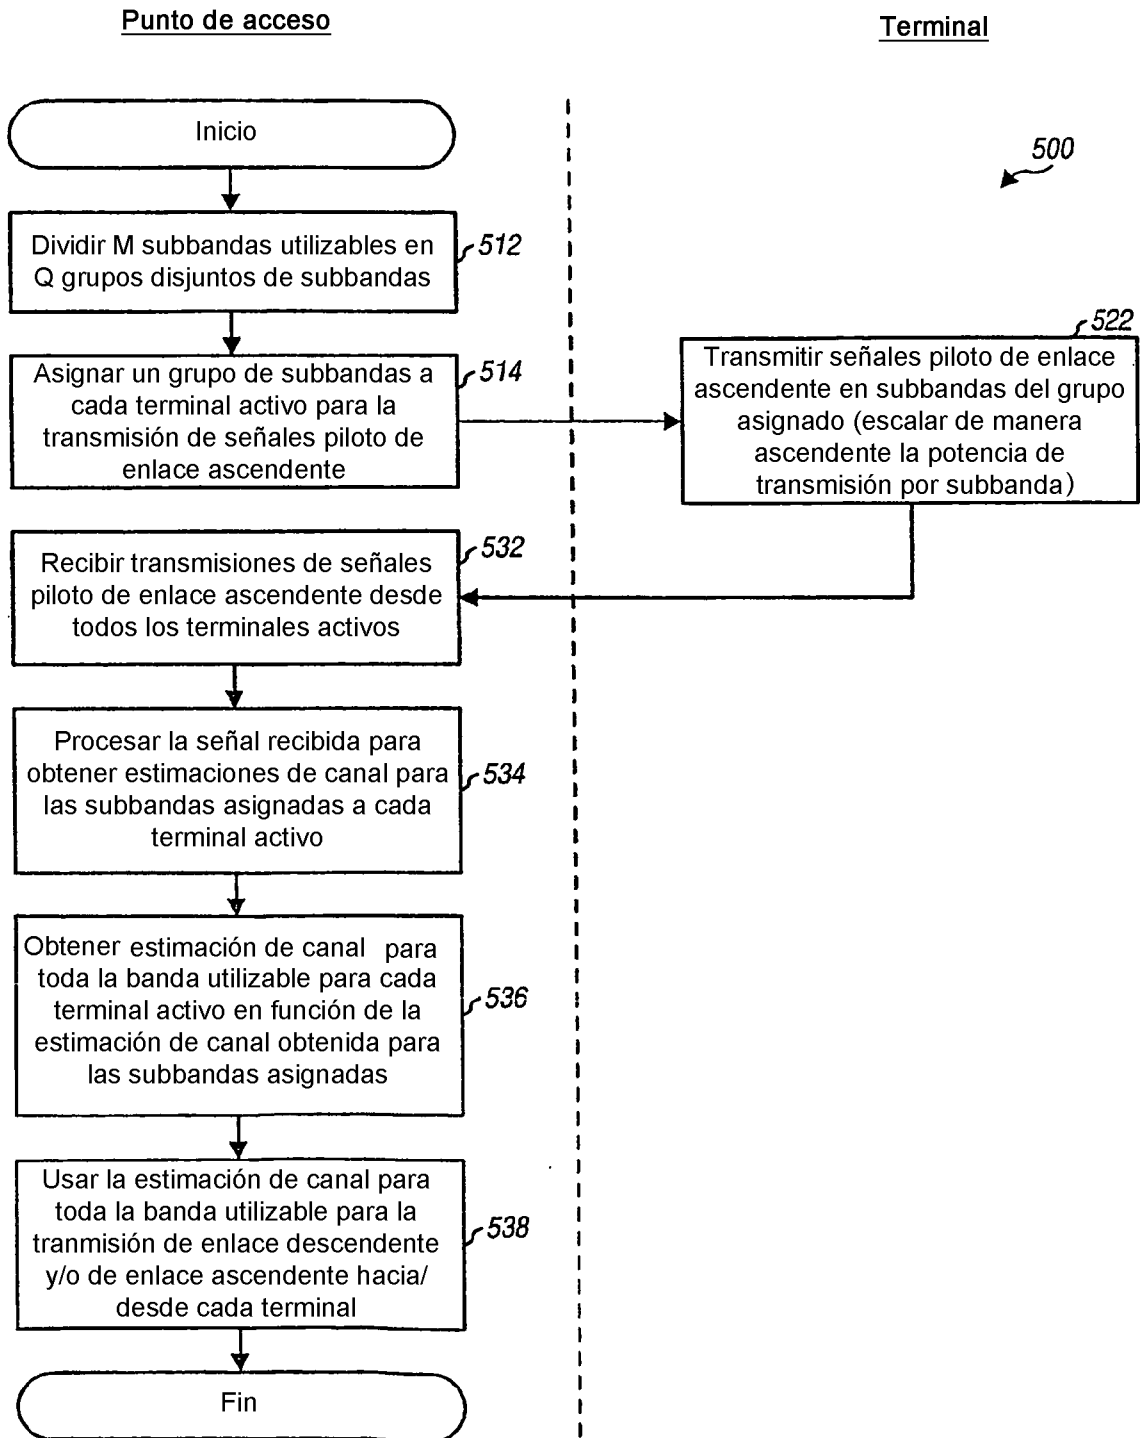 Punto de acceso
Terminal
Inicio
500
Dividir M subbandas utilizables en
Q grupos disjuntos de subbandas
512
Asignar un grupo de subbandas a
cada terminal activo para la
transmisión de señales piloto de
enlace ascendente
514
522
Transmitir señales piloto de enlace
ascendente en subbandas del grupo
asignado (escalar de manera
ascendente la potencia de
transmisión por subbanda)
Recibir transmisiones de señales
piloto de enlace ascendente desde
todos los terminales activos
532
Procesar la señal recibida para
obtener estimaciones de canal para
las subbandas asignadas a cada
terminal activo
534
Obtener estimación de canal para
toda la banda utilizable para cada
terminal activo en función de la
estimación de canal obtenida para
las subbandas asignadas
536
Usar la estimación de canal para
toda la banda utilizable para la
tranmisión de enlace descendente
y/o de enlace ascendente hacia/
desde cada terminal
538
Fin